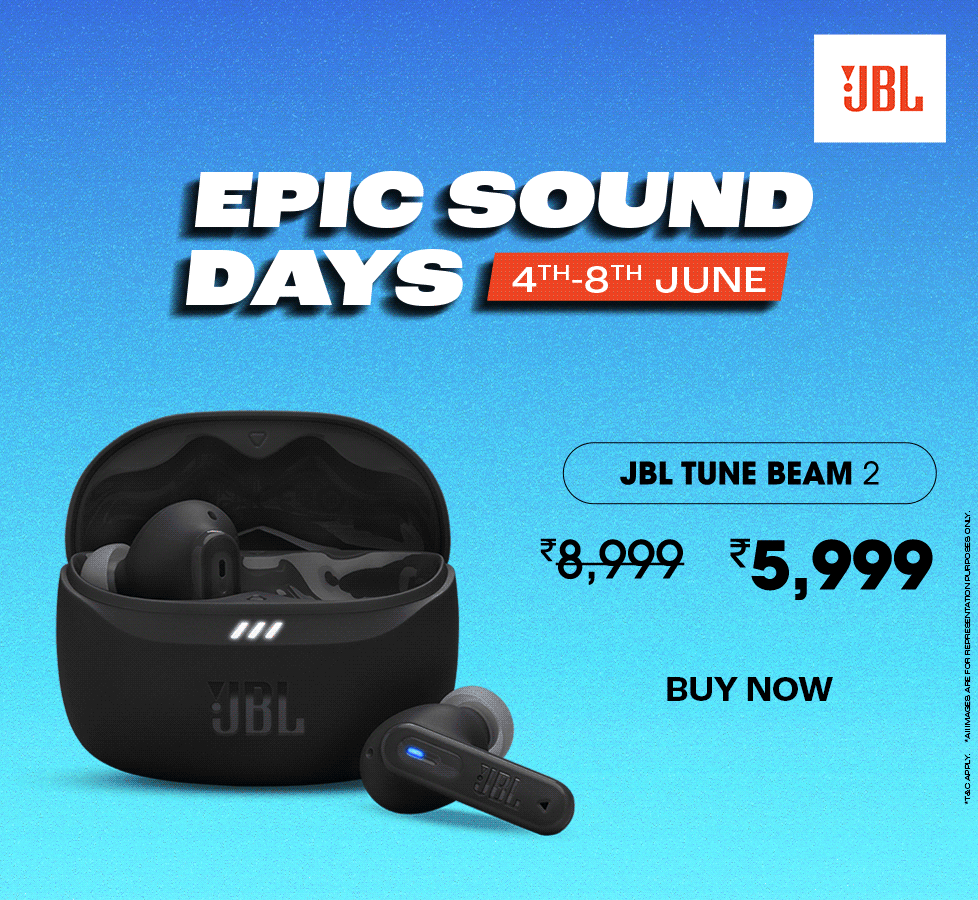 JBL
EPIC SOUND
DAYS
4TH-8TH JUNE
JBL TUNE BEAM 2
₹8,999 ₹5,999
BUY NOW
JBL
JBL
*T&C APPLY. *All IMAGES ARE FOR REPRESENTATION PURPOSES ONLY.